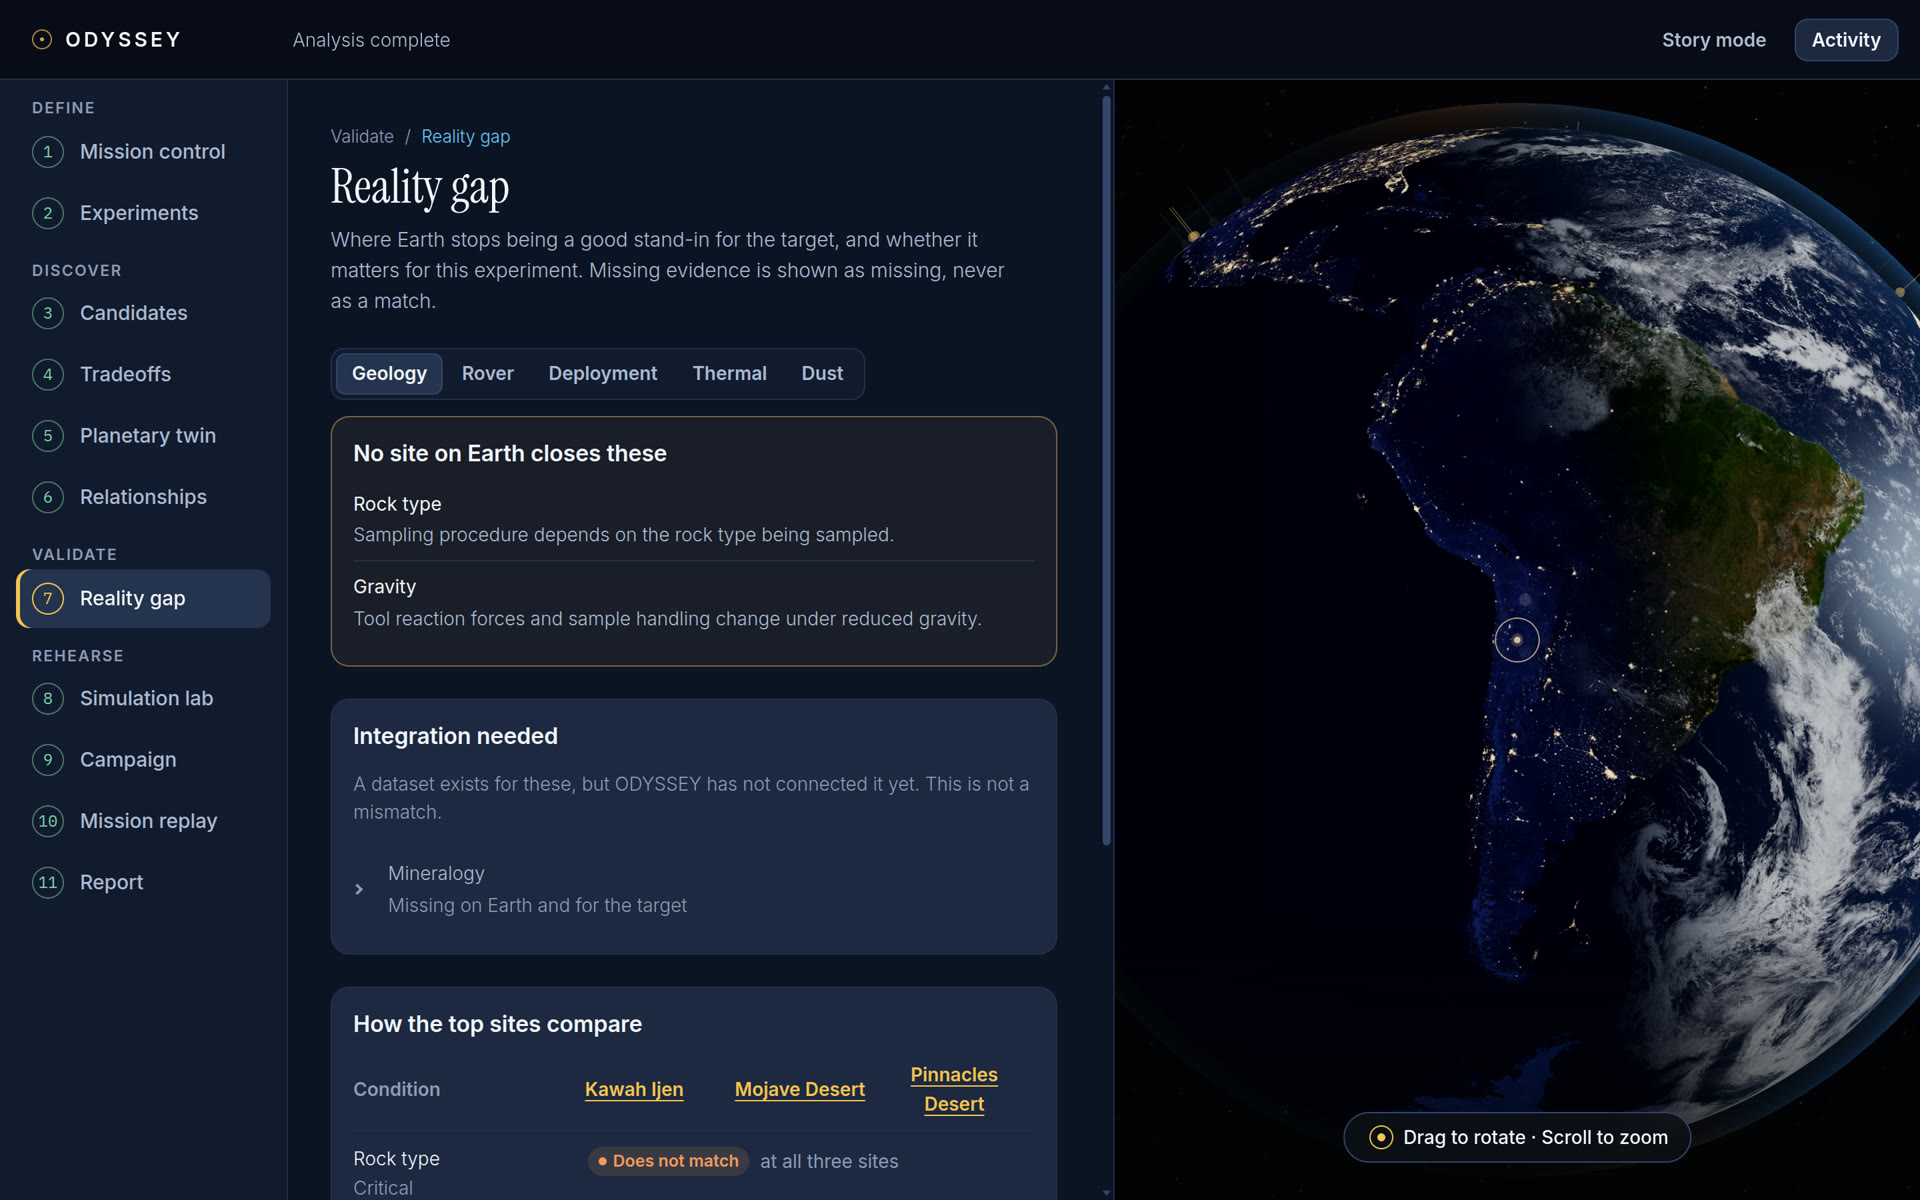 ODYSSEY
Analysis complete
Story mode
Activity
DEFINE
1 Mission control
2 Experiments
DISCOVER
3 Candidates
4 Tradeoffs
5 Planetary twin
6 Relationships
VALIDATE
7 Reality gap
REHEARSE
8 Simulation lab
9 Campaign
10 Mission replay
11 Report
Validate / Reality gap
Reality gap
Where Earth stops being a good stand-in for the target, and whether it
matters for this experiment. Missing evidence is shown as missing, never
as a match.
Geology Rover Deployment Thermal Dust
No site on Earth closes these
Rock type
Sampling procedure depends on the rock type being sampled.
Gravity
Tool reaction forces and sample handling change under reduced gravity.
Integration needed
A dataset exists for these, but ODYSSEY has not connected it yet. This is not a
mismatch.
Mineralogy
Missing on Earth and for the target
How the top sites compare
Condition Kawah Ijen Mojave Desert Pinnacles
Desert
Rock type Does not match at all three sites
Critical
Drag to rotate · Scroll to zoom